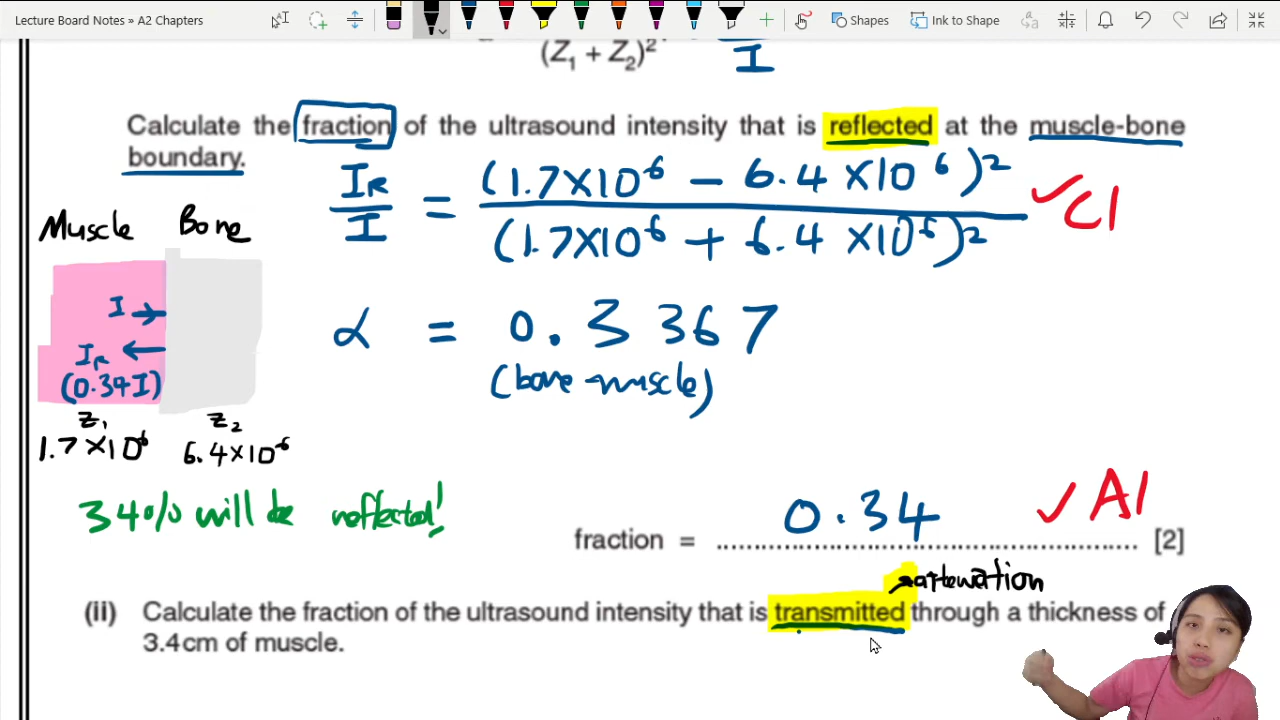 Lecture Board Notes » A2 Chapters
Shapes
Ink to Shape
(Z1 + Z2)²
I
Calculate the fraction of the ultrasound intensity that is reflected at the muscle-bone
boundary.
IR/I = (1.7×10⁶ − 6.4×10⁶)² / (1.7×10⁶ + 6.4×10⁶)² ✓C1
Muscle Bone
I →
IR ←
(0.34I)
Z1 Z2
1.7×10⁶ 6.4×10⁶
α = 0.3367
(bone-muscle)
34% will be reflected!
0.34 ✓A1
fraction = ........................................................................ [2]
attenuation
(ii) Calculate the fraction of the ultrasound intensity that is transmitted through a thickness of
3.4cm of muscle.